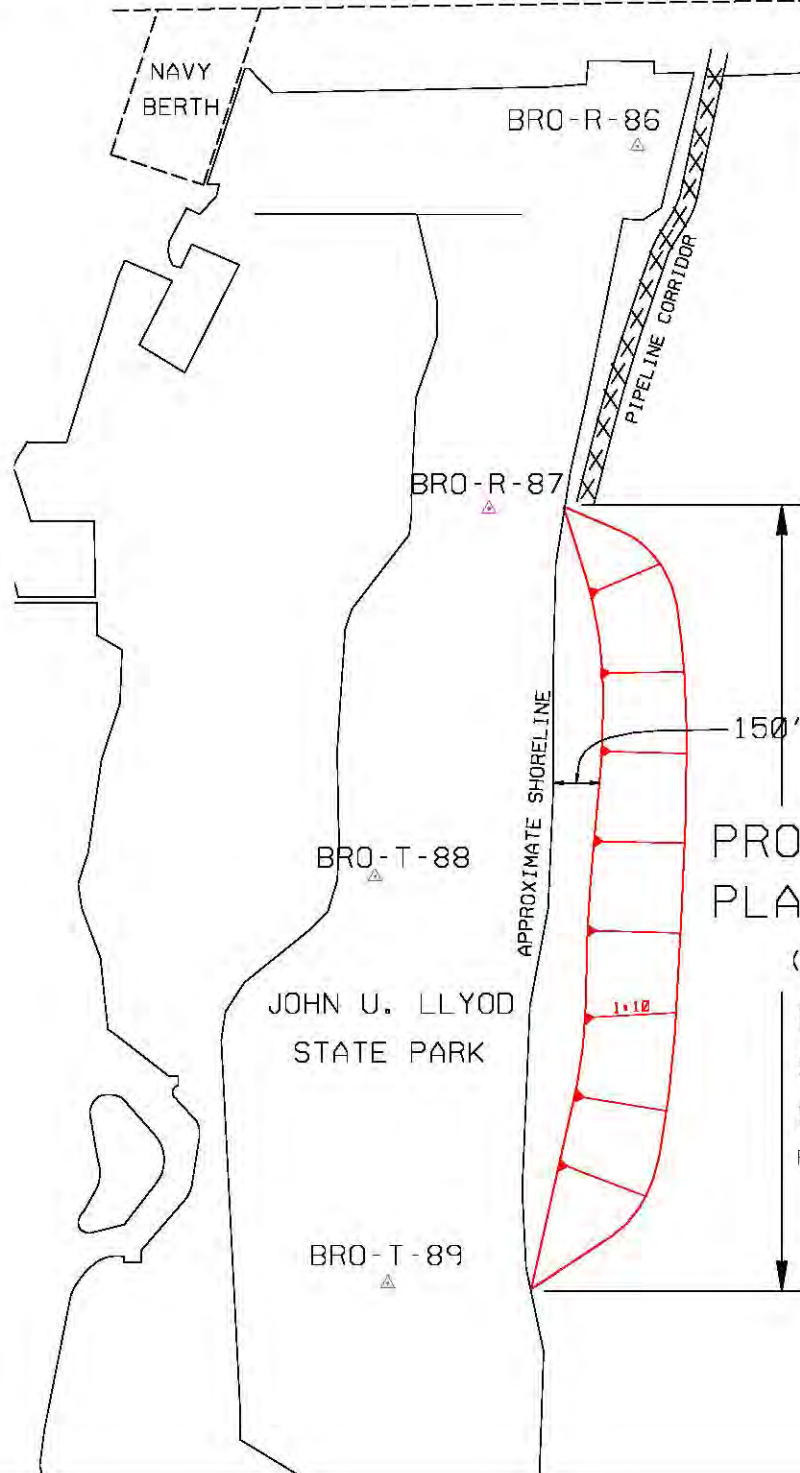 NAVY
BERTH
BRO-R-86
PIPELINE CORRIDOR
BRO-R-87
150'
APPROXIMATE SHORELINE
BRO-T-88
PRO
PLA
(
JOHN U. LLYOD
STATE PARK
1:10
BRO-T-89